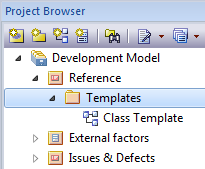 Project Browser
Development Model
Reference
Templates
Class Template
External factors
Issues & Defects